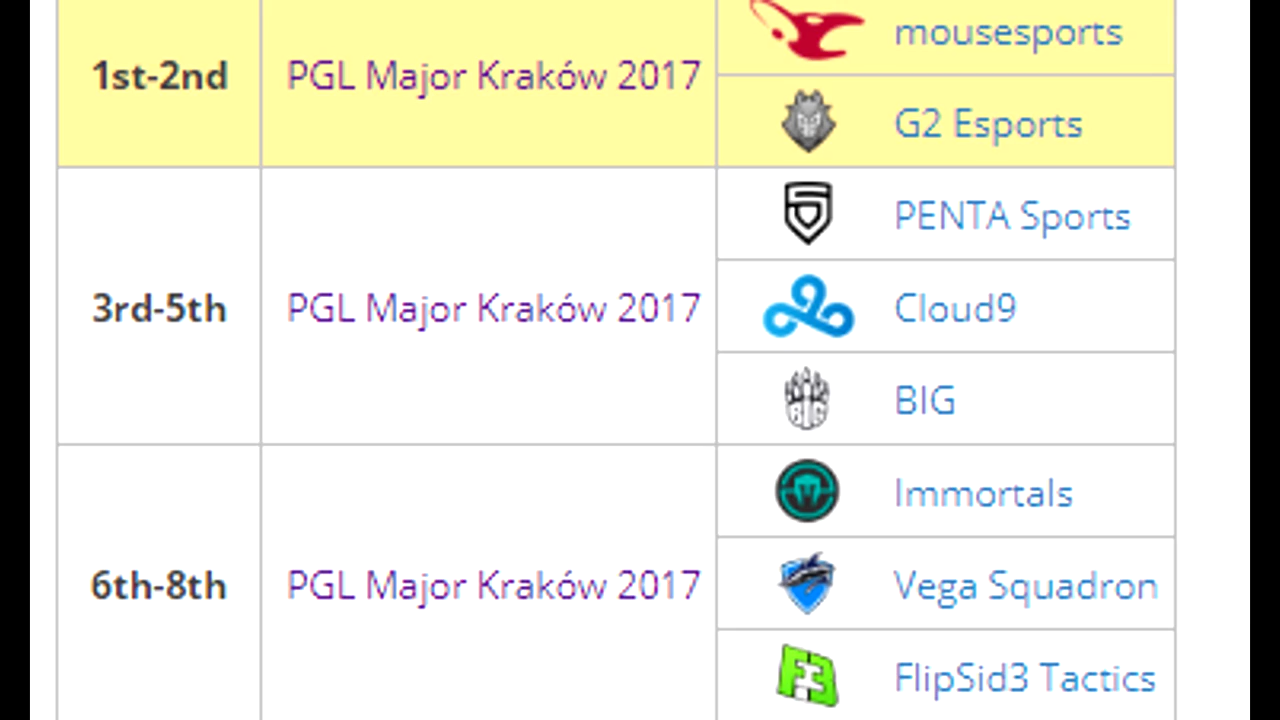 mousesports
1st-2nd PGL Major Kraków 2017
G2 Esports
PENTA Sports
3rd-5th PGL Major Kraków 2017 Cloud9
BIG
Immortals
6th-8th PGL Major Kraków 2017 Vega Squadron
FlipSid3 Tactics